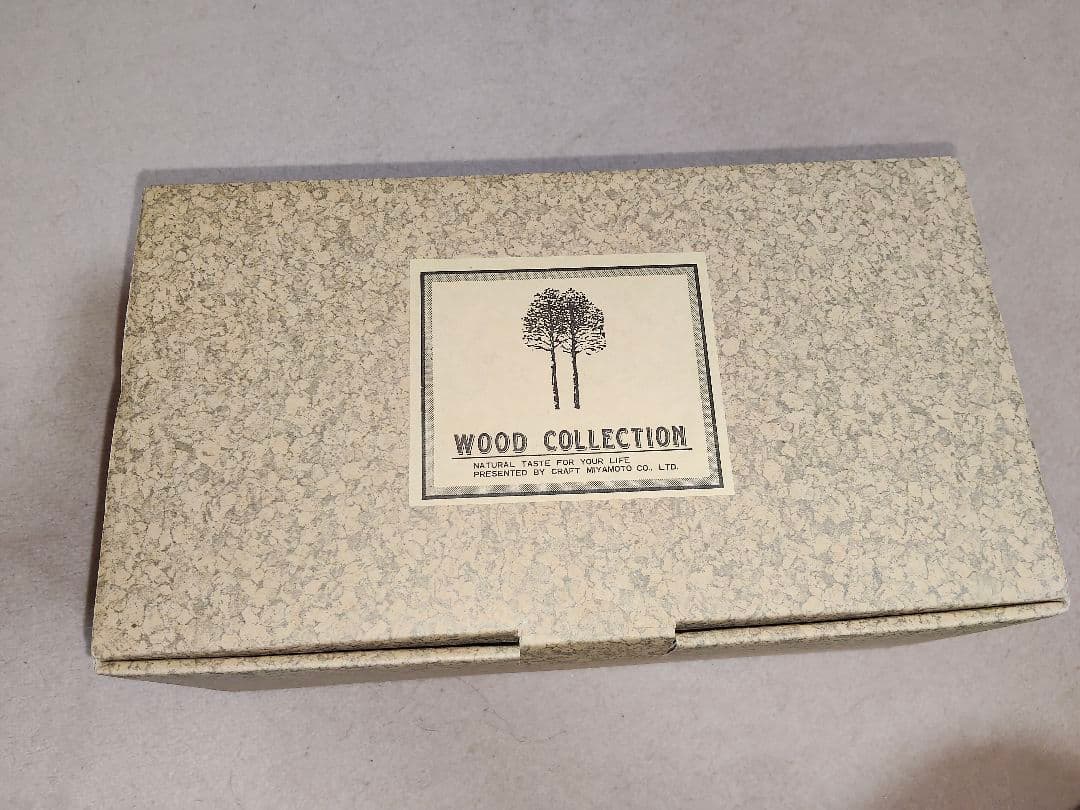 WOOD COLLECTION
NATURAL TASTE FOR YOUR LIFE
PRESENTED BY CRAFT MIYAMOTO CO., LTD.